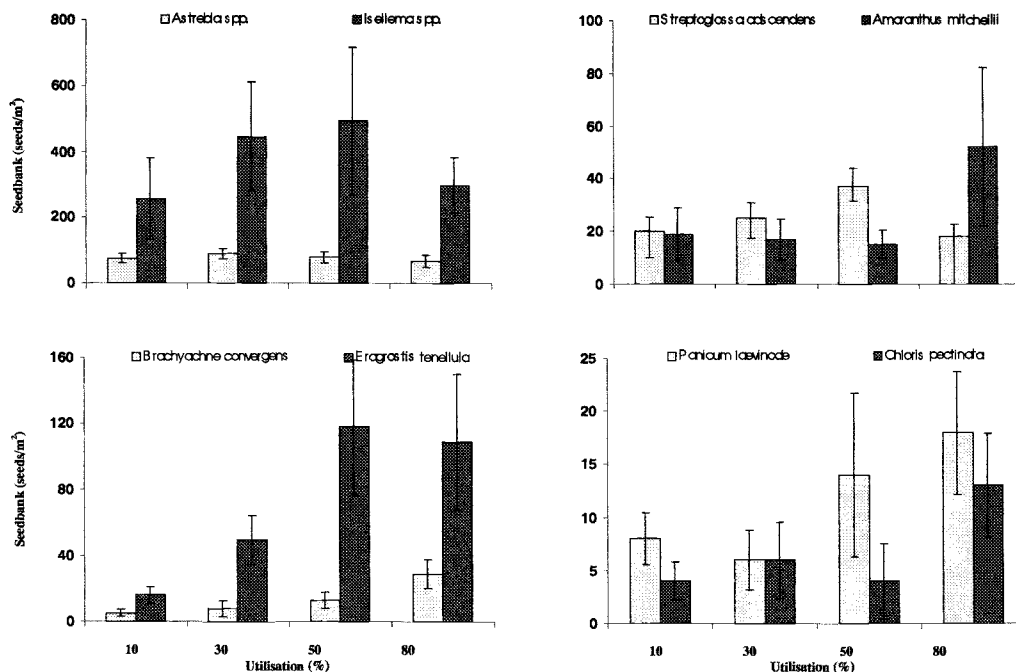 Astrebla spp. Iseilema spp.
800
600
400
200
0
Seedbank (seeds/m²)
Streptoglossa adscendens Amaranthus mitchellii
100
80
60
40
20
0
Brachyachne convergens Eragrostis tenellula
160
120
80
40
0
Seedbank (seeds/m²)
10 30 50 80
Utilisation (%)
Panicum laevinode Chloris pectinata
25
20
15
10
5
0
10 30 50 80
Utilisation (%)